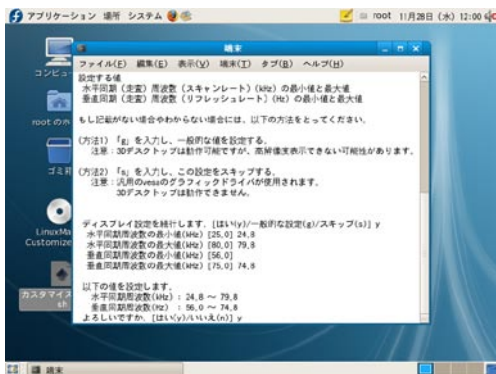 アプリケーション 場所 システム
root 11月28日 (水) 12:00
端末
ファイル(F) 編集(E) 表示(V) 端末(T) タブ(B) ヘルプ(H)
設定する値
水平同期 (走査) 周波数 (スキャンレート) (kHz) の最小値と最大値
垂直同期 (走査) 周波数 (リフレッシュレート) (Hz) の最小値と最大値
もし記載がない場合やわからない場合には、以下の方法をとってください。
(方法1) 「g」を入力し、一般的な値を設定する。
注意：3Dデスクトップは動作可能ですが、高解像度表示できない可能性があります。
(方法2) 「s」を入力し、この設定をスキップする。
注意：汎用のvesaのグラフィックドライバが使用されます。
3Dデスクトップは動作できません。
ディスプレイ設定を続行します. [はい(y)/一般的な設定(g)/スキップ(s)] y
水平同期周波数の最小値(kHz) [25,0] 24,8
水平同期周波数の最大値(kHz) [80,0] 79,8
垂直同期周波数の最小値(Hz) [56,0]
垂直同期周波数の最大値(Hz) [75,0] 74,8
以下の値を設定します.
水平同期周波数(kHz) : 24,8 ～ 79,8
垂直同期周波数(Hz) : 56,0 ～ 74,8
よろしいですか. [はい(y)/いいえ(n)] y
コンピュー
root のホ
ゴミ箱
LinuxMa
Customize
カスタマイズ
sh
端末